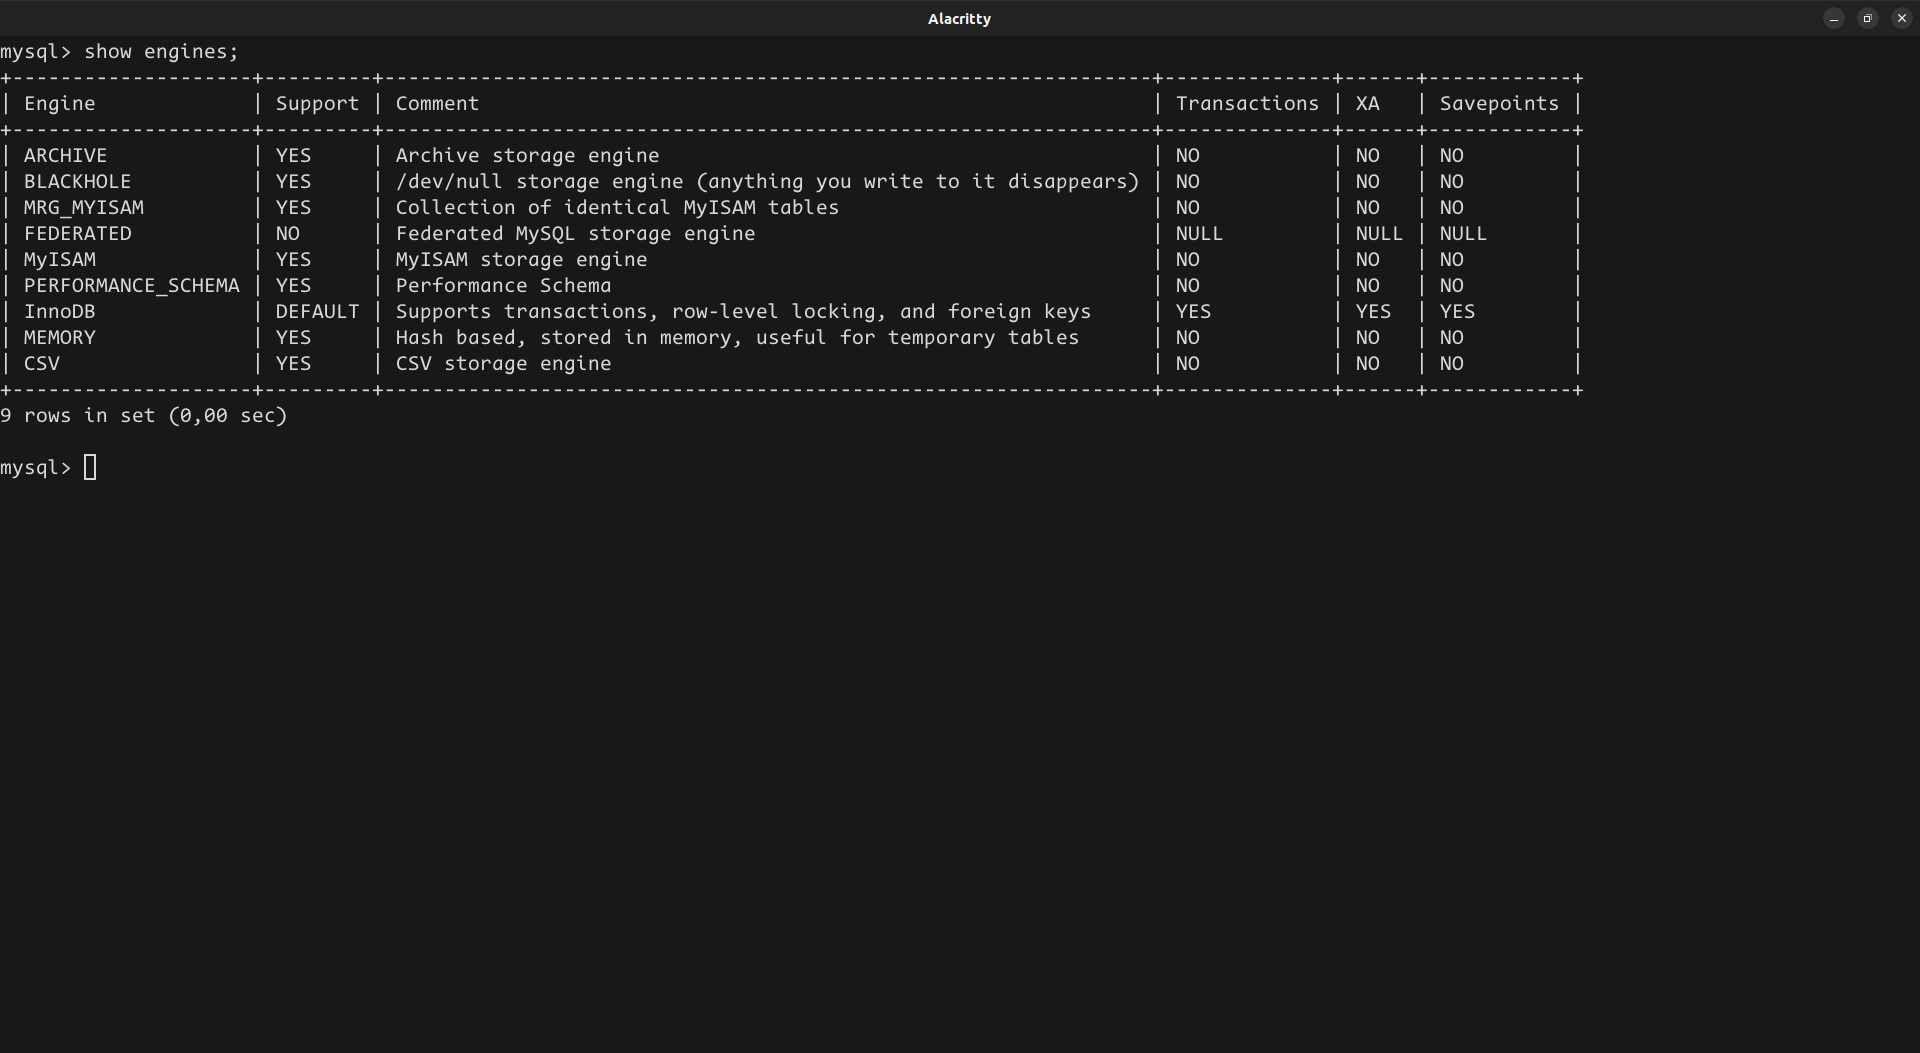 Alacritty
mysql> show engines;
+--------------------+---------+----------------------------------------------------------------+--------------+------+------------+
| Engine             | Support | Comment                                                        | Transactions | XA   | Savepoints |
+--------------------+---------+----------------------------------------------------------------+--------------+------+------------+
| ARCHIVE            | YES     | Archive storage engine                                         | NO           | NO   | NO         |
| BLACKHOLE          | YES     | /dev/null storage engine (anything you write to it disappears) | NO           | NO   | NO         |
| MRG_MYISAM         | YES     | Collection of identical MyISAM tables                          | NO           | NO   | NO         |
| FEDERATED          | NO      | Federated MySQL storage engine                                 | NULL         | NULL | NULL       |
| MyISAM             | YES     | MyISAM storage engine                                          | NO           | NO   | NO         |
| PERFORMANCE_SCHEMA | YES     | Performance Schema                                             | NO           | NO   | NO         |
| InnoDB             | DEFAULT | Supports transactions, row-level locking, and foreign keys     | YES          | YES  | YES        |
| MEMORY             | YES     | Hash based, stored in memory, useful for temporary tables      | NO           | NO   | NO         |
| CSV                | YES     | CSV storage engine                                             | NO           | NO   | NO         |
+--------------------+---------+----------------------------------------------------------------+--------------+------+------------+
9 rows in set (0,00 sec)
mysql>